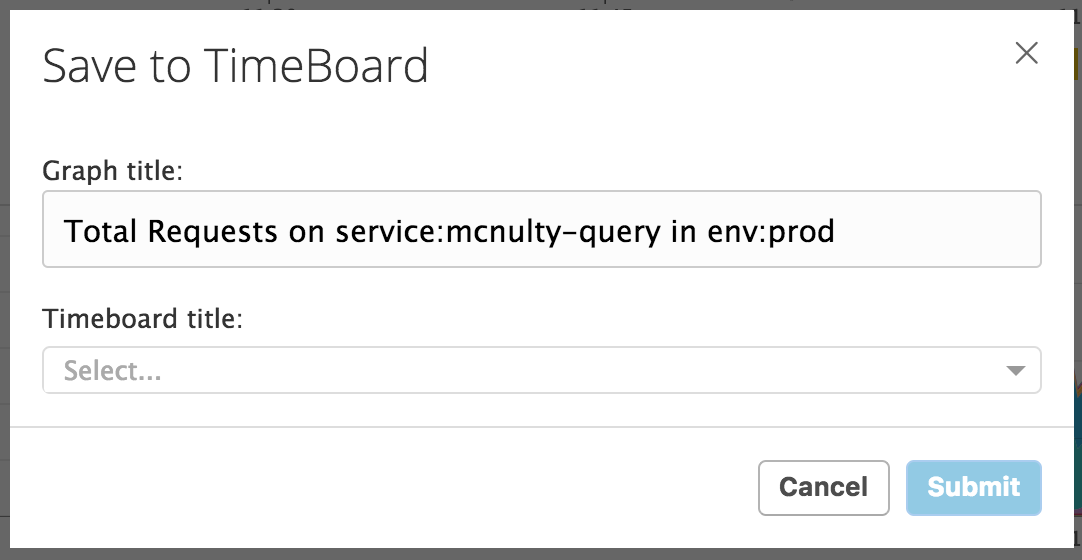 Save to TimeBoard
Graph title:
Total Requests on service:mcnulty-query in env:prod
Timeboard title:
Select...
Cancel
Submit